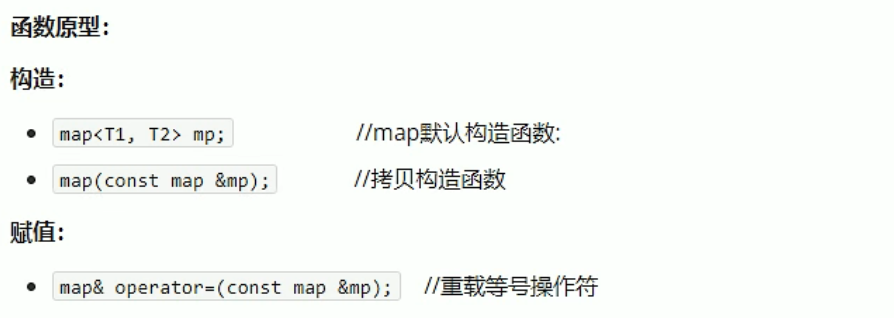 函数原型：
构造：
map<T1, T2> mp; //map默认构造函数:
map(const map &mp); //拷贝构造函数
赋值：
map& operator=(const map &mp); //重载等号操作符